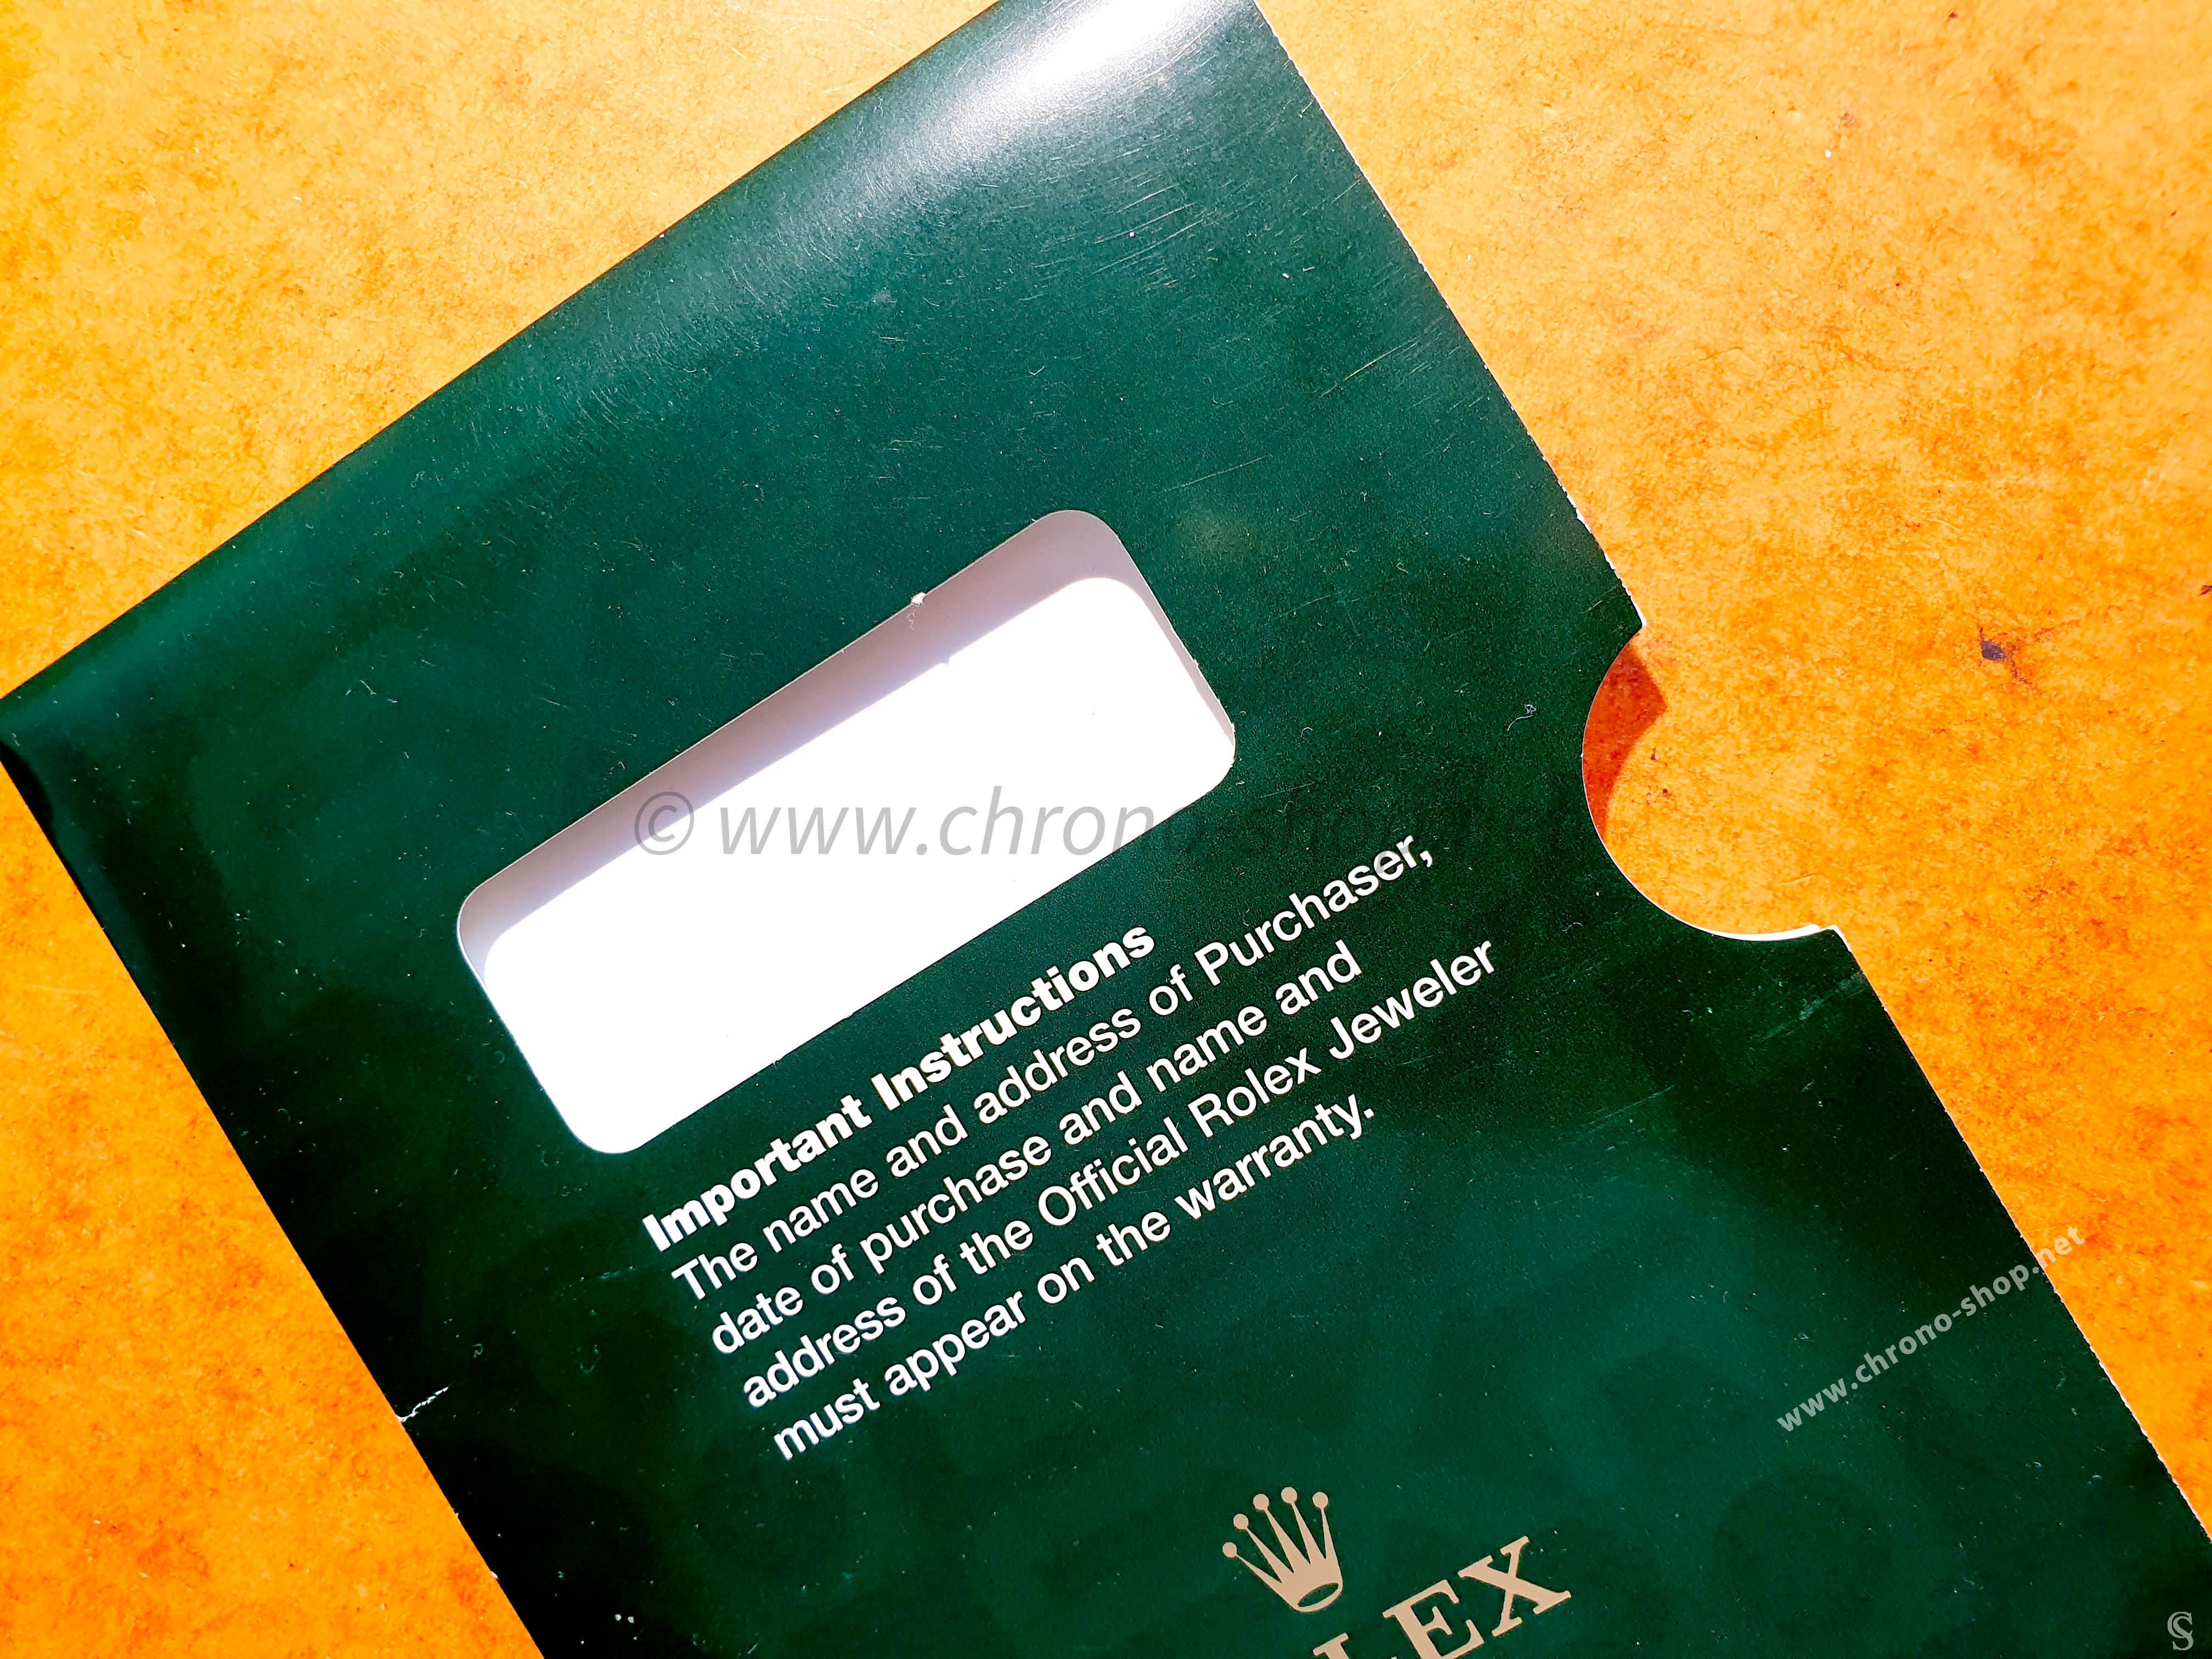 © www.chrono-shop
Important Instructions
The name and address of Purchaser,
date of purchase and name and
address of the Official Rolex Jeweler
must appear on the warranty.
www.chrono-shop.net
LEX